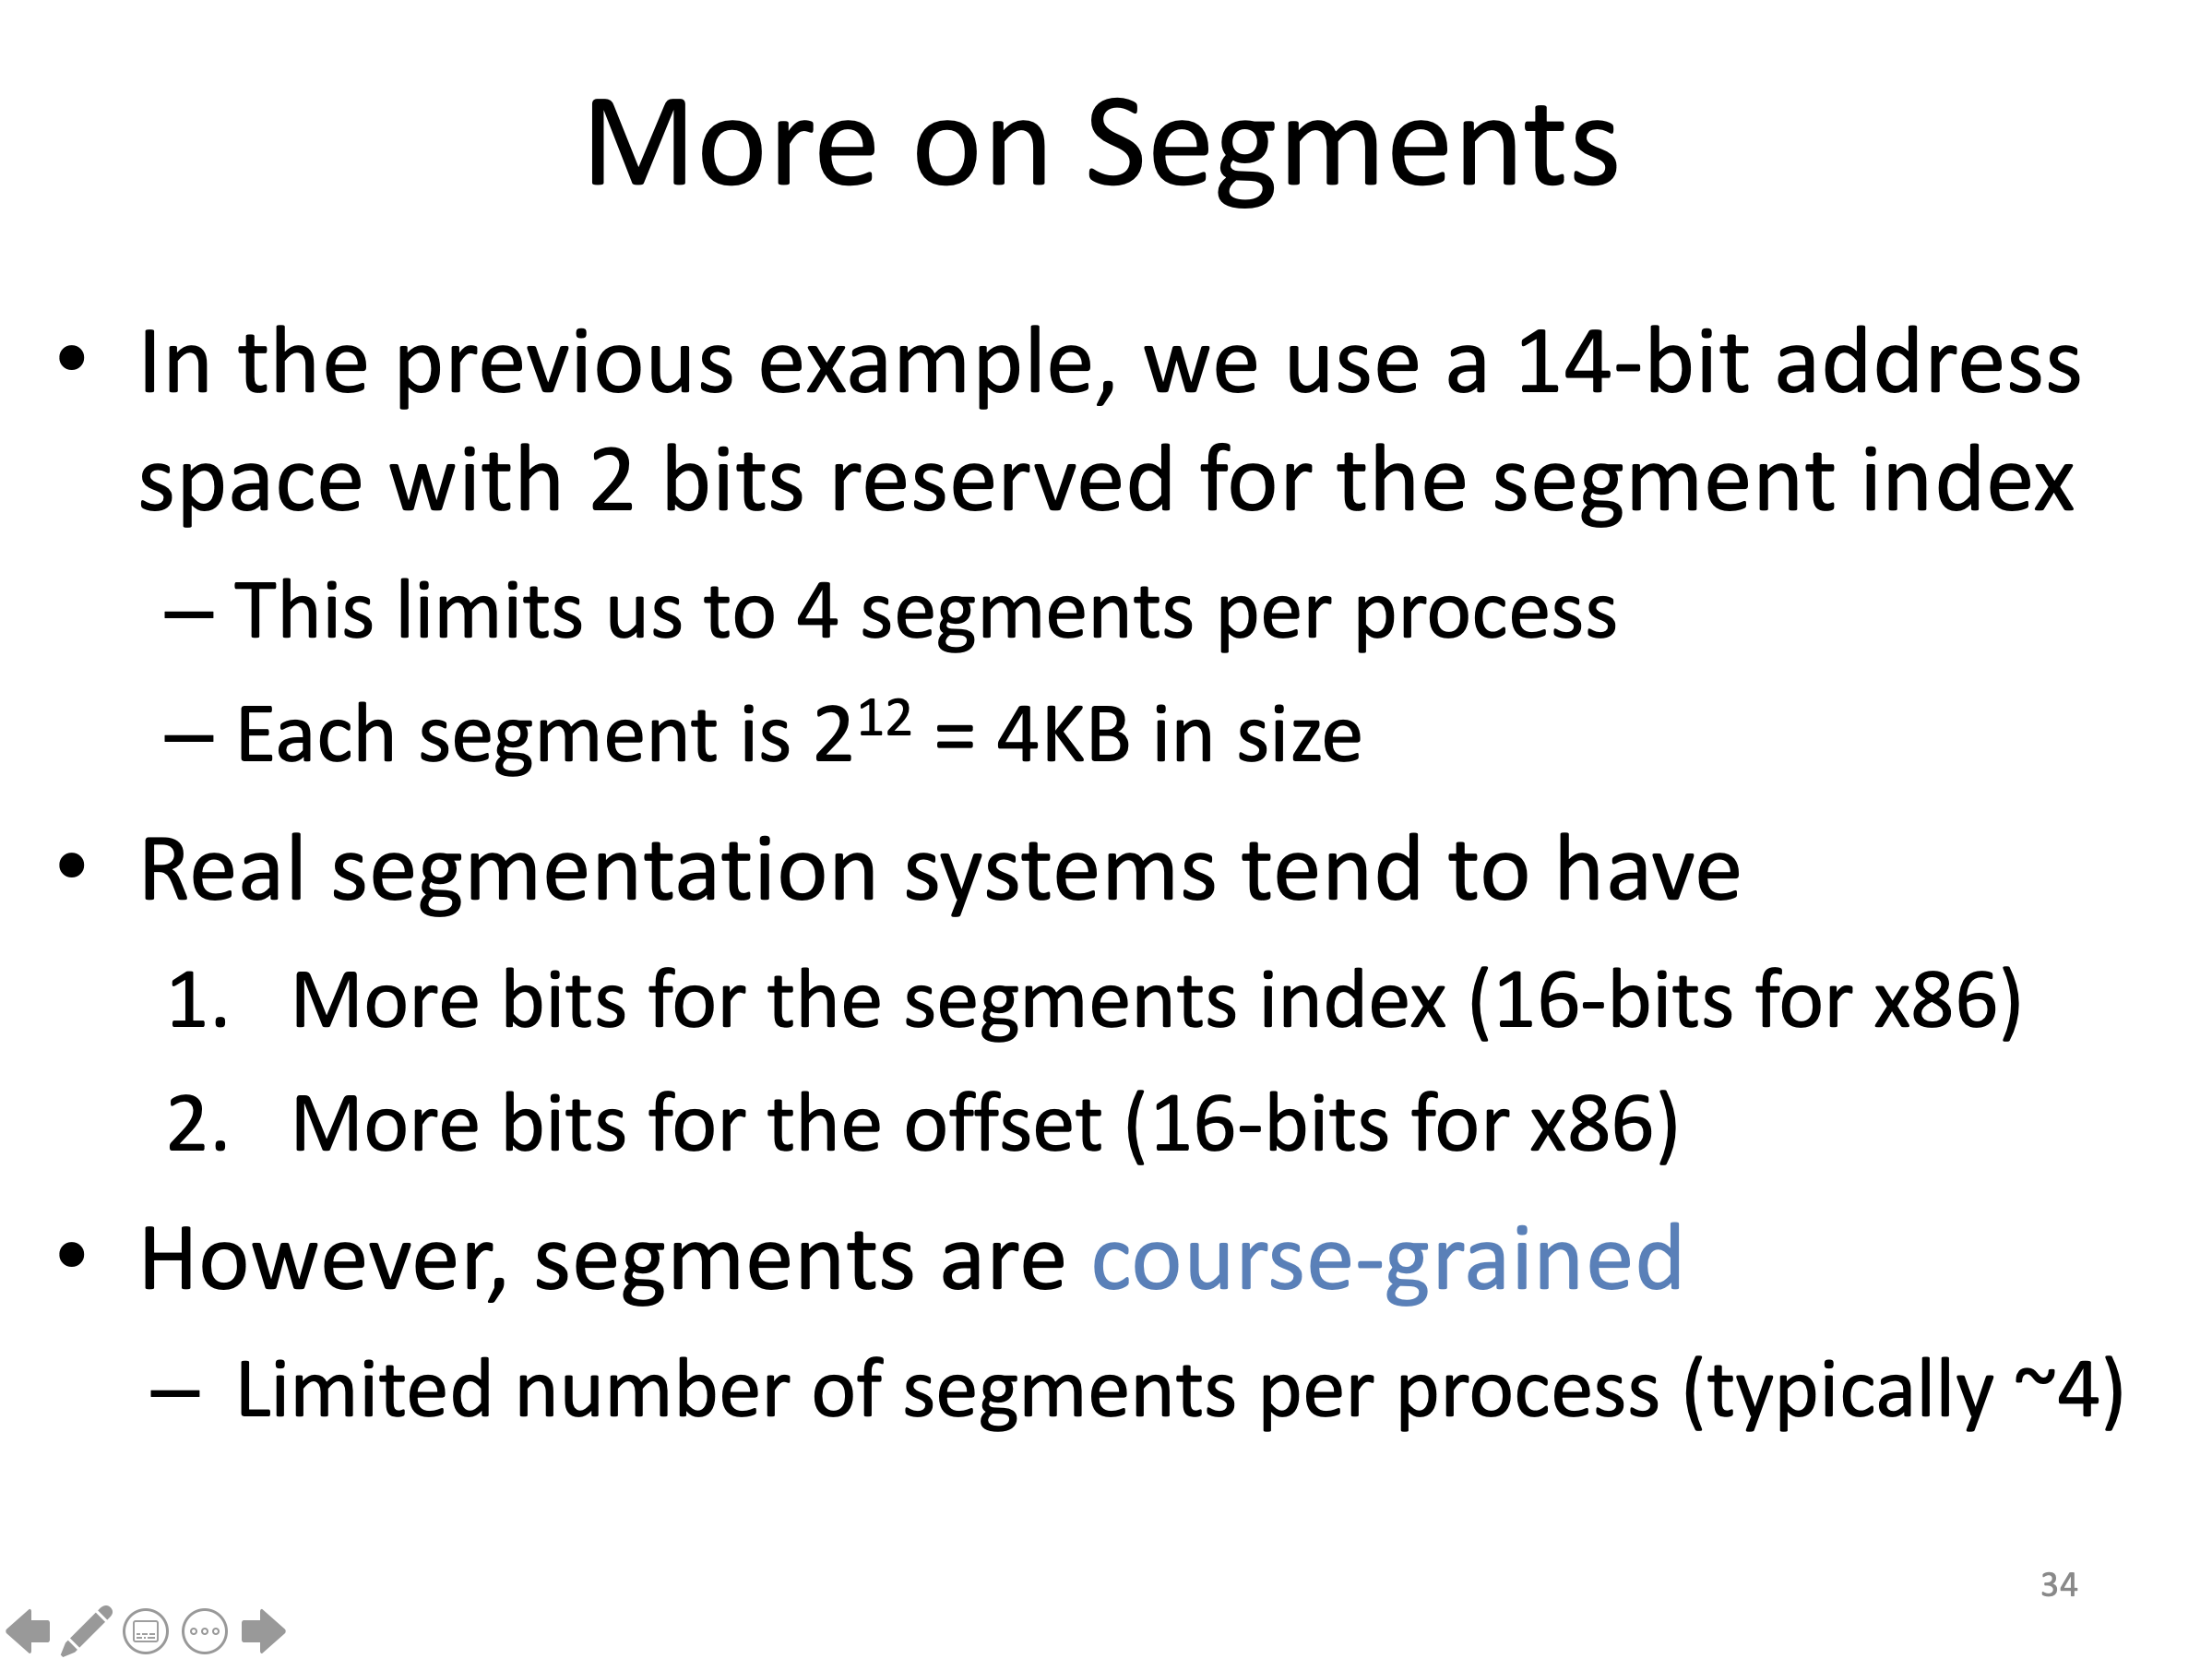 More on Segments
• In the previous example, we use a 14-bit address
space with 2 bits reserved for the segment index
– This limits us to 4 segments per process
– Each segment is 2¹² = 4KB in size
• Real segmentation systems tend to have
1. More bits for the segments index (16-bits for x86)
2. More bits for the offset (16-bits for x86)
• However, segments are course-grained
– Limited number of segments per process (typically ~4)
34